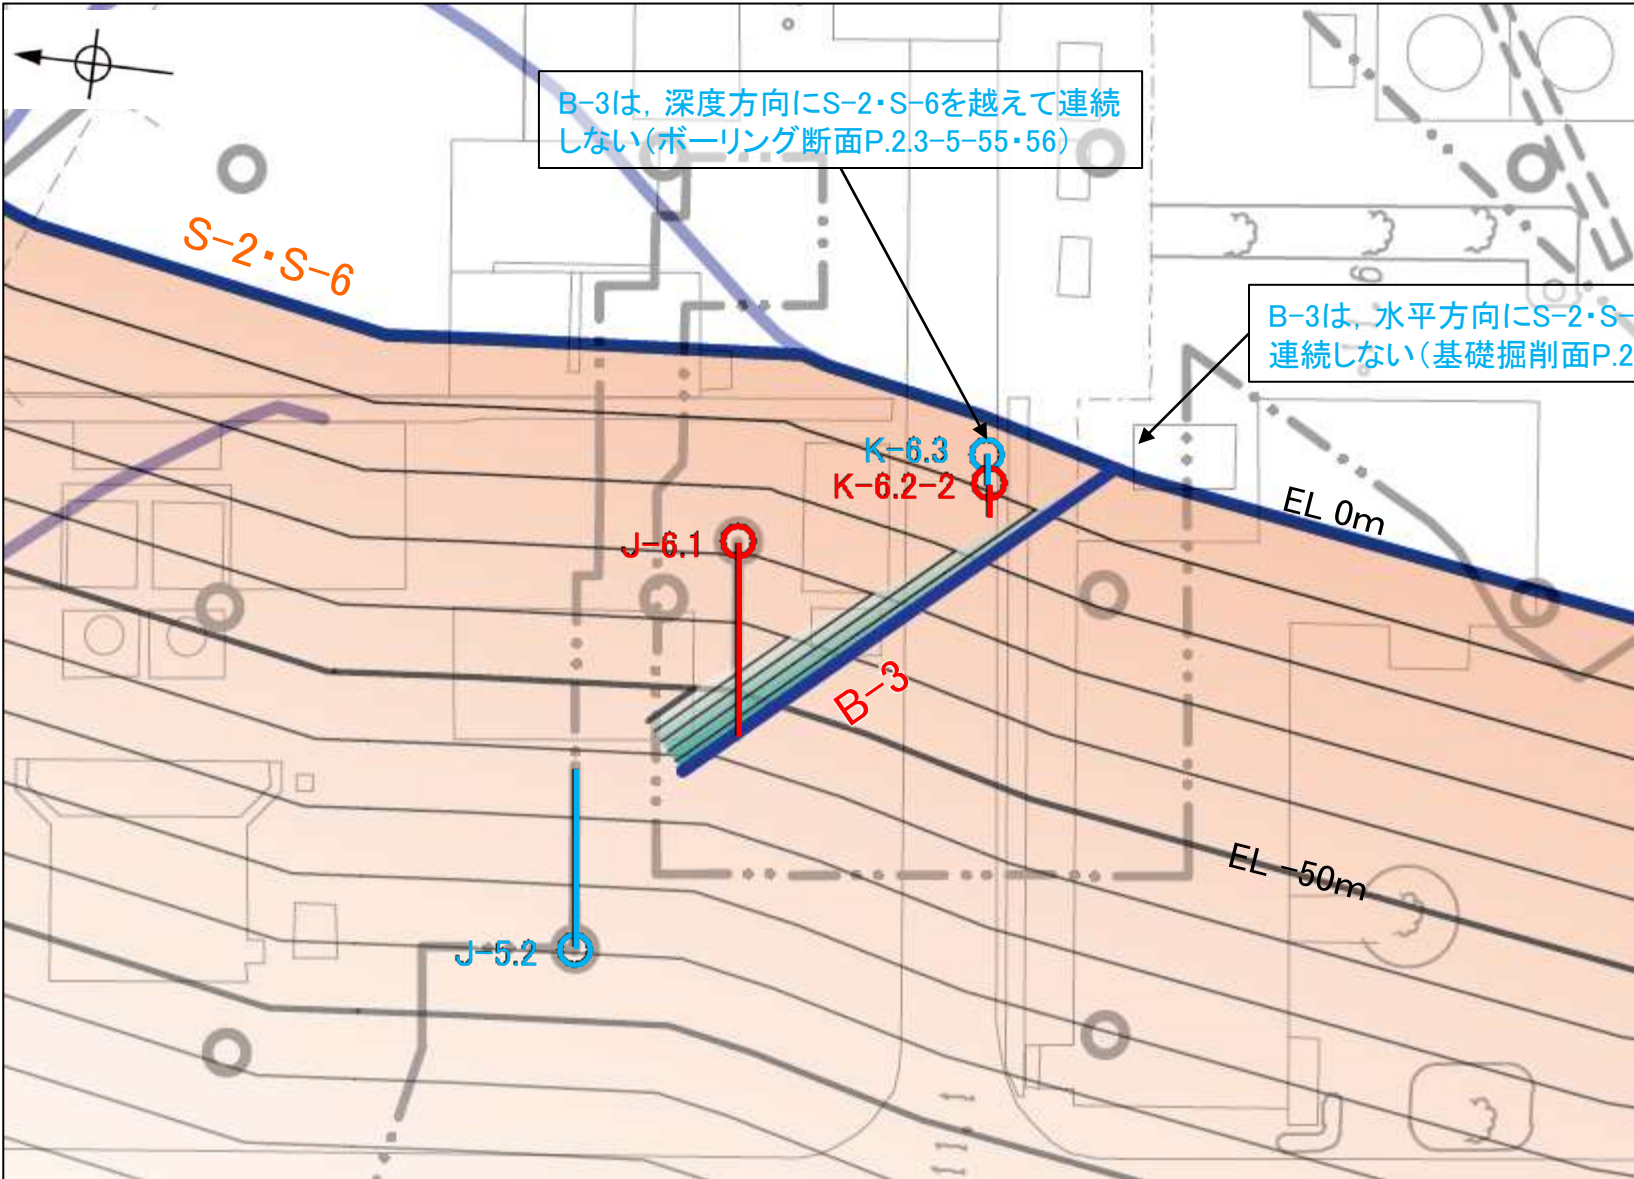 B-3は，深度方向にS-2・S-6を越えて連続
しない（ボーリング断面P.2.3-5-55・56）
S-2・S-6
B-3は，水平方向にS-2・S-
連続しない（基礎掘削面P.2
K-6.3
K-6.2-2
EL 0m
J-6.1
B-3
EL -50m
J-5.2
11.1